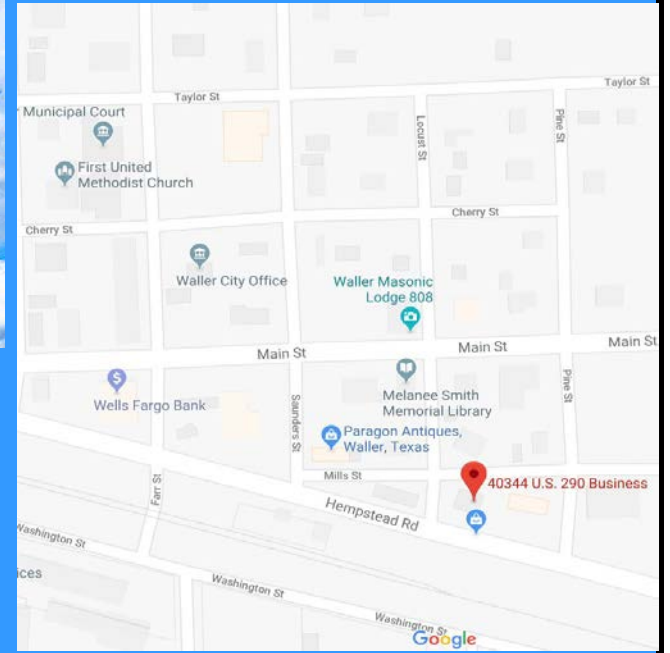 Taylor St
Taylor St
Municipal Court
Locust St
Pine St
First United
Methodist Church
Cherry St
Cherry St
Waller City Office
Waller Masonic
Lodge 808
Main St
Main St
Main St
Melanee Smith
Memorial Library
Pine St
Wells Fargo Bank
Saunders St
Paragon Antiques,
Waller, Texas
Mills St
40344 U.S. 290 Business
Farr St
Hempstead Rd
Washington St
ices
Washington St
Washington St
Google